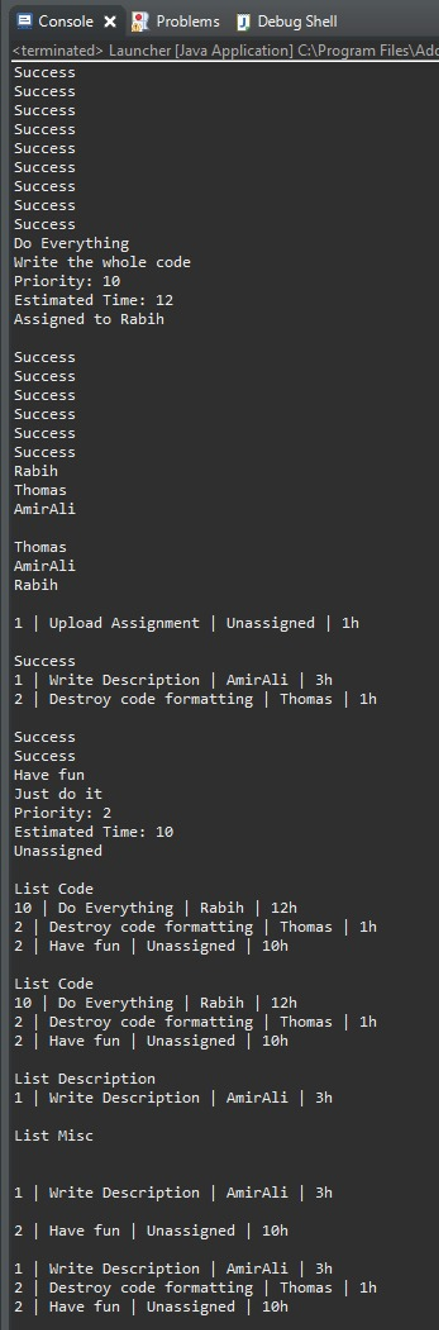 Console Problems Debug Shell
<terminated> Launcher [Java Application] C:\Program Files\Ado
Success
Success
Success
Success
Success
Success
Success
Success
Success
Do Everything
Write the whole code
Priority: 10
Estimated Time: 12
Assigned to Rabih
Success
Success
Success
Success
Success
Success
Rabih
Thomas
AmirAli
Thomas
AmirAli
Rabih
1 | Upload Assignment | Unassigned | 1h
Success
1 | Write Description | AmirAli | 3h
2 | Destroy code formatting | Thomas | 1h
Success
Success
Have fun
Just do it
Priority: 2
Estimated Time: 10
Unassigned
List Code
10 | Do Everything | Rabih | 12h
2 | Destroy code formatting | Thomas | 1h
2 | Have fun | Unassigned | 10h
List Code
10 | Do Everything | Rabih | 12h
2 | Destroy code formatting | Thomas | 1h
2 | Have fun | Unassigned | 10h
List Description
1 | Write Description | AmirAli | 3h
List Misc
1 | Write Description | AmirAli | 3h
2 | Have fun | Unassigned | 10h
1 | Write Description | AmirAli | 3h
2 | Destroy code formatting | Thomas | 1h
2 | Have fun | Unassigned | 10h